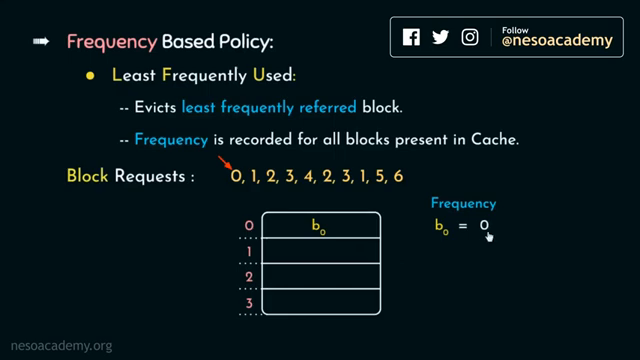 Follow
@nesoacademy
➠ Frequency Based Policy:
● Least Frequently Used:
-- Evicts least frequently referred block.
-- Frequency is recorded for all blocks present in Cache.
Block Requests : 0, 1, 2, 3, 4, 2, 3, 1, 5, 6
Frequency
0 b₀ b₀ = 0
1
2
3
nesoacademy.org